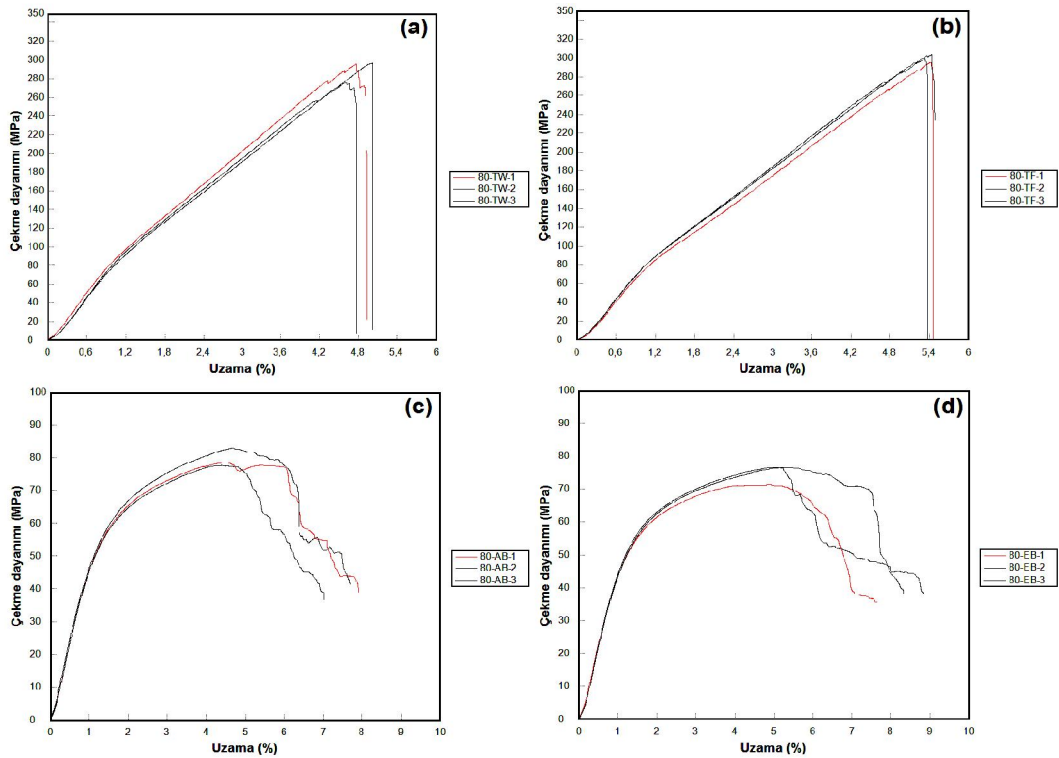 (a)
Çekme dayanımı (MPa)
350
300
280
260
240
220
200
180
160
140
120
100
80
60
40
20
0
0 0,6 1,2 1,8 2,4 3 3,6 4,2 4,8 5,4 6
Uzama (%)
80-TW-1
80-TW-2
80-TW-3
(b)
Çekme dayanımı (MPa)
350
300
280
260
240
220
200
180
160
140
120
100
80
60
40
20
0
0 0,6 1,2 1,8 2,4 3 3,6 4,2 4,8 5,4 6
Uzama (%)
80-TF-1
80-TF-2
80-TF-3
(c)
Çekme dayanımı (MPa)
100
90
80
70
60
50
40
30
20
10
0
0 1 2 3 4 5 6 7 8 9 10
Uzama (%)
80-AB-1
80-AB-2
80-AB-3
(d)
Çekme dayanımı (MPa)
100
90
80
70
60
50
40
30
20
10
0
0 1 2 3 4 5 6 7 8 9 10
Uzama (%)
80-EB-1
80-EB-2
80-EB-3